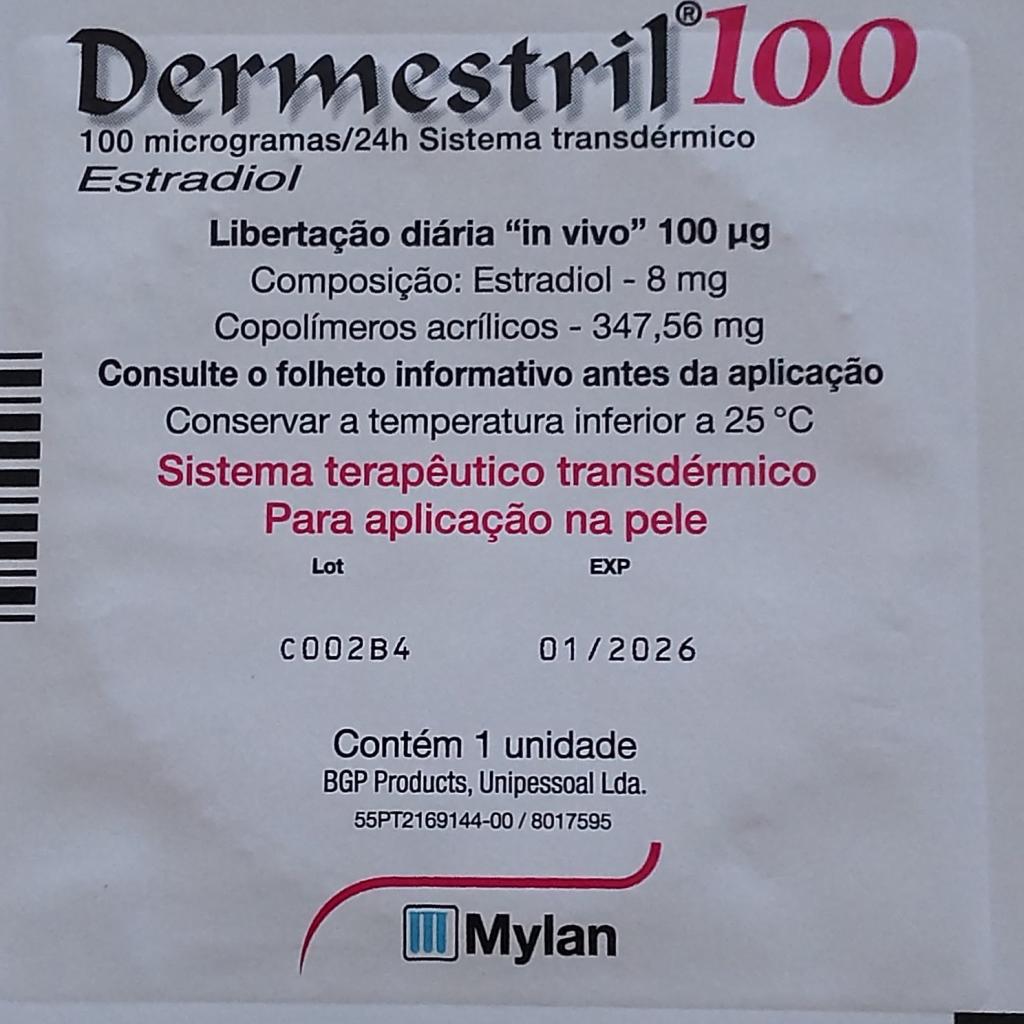 Dermestril® 100
100 microgramas/24h Sistema transdérmico
Estradiol
Libertação diária “in vivo” 100 µg
Composição: Estradiol - 8 mg
Copolímeros acrílicos - 347,56 mg
Consulte o folheto informativo antes da aplicação
Conservar a temperatura inferior a 25 °C
Sistema terapêutico transdérmico
Para aplicação na pele
Lot EXP
C002B4 01/2026
Contém 1 unidade
BGP Products, Unipessoal Lda.
55PT2169144-00 / 8017595
Mylan